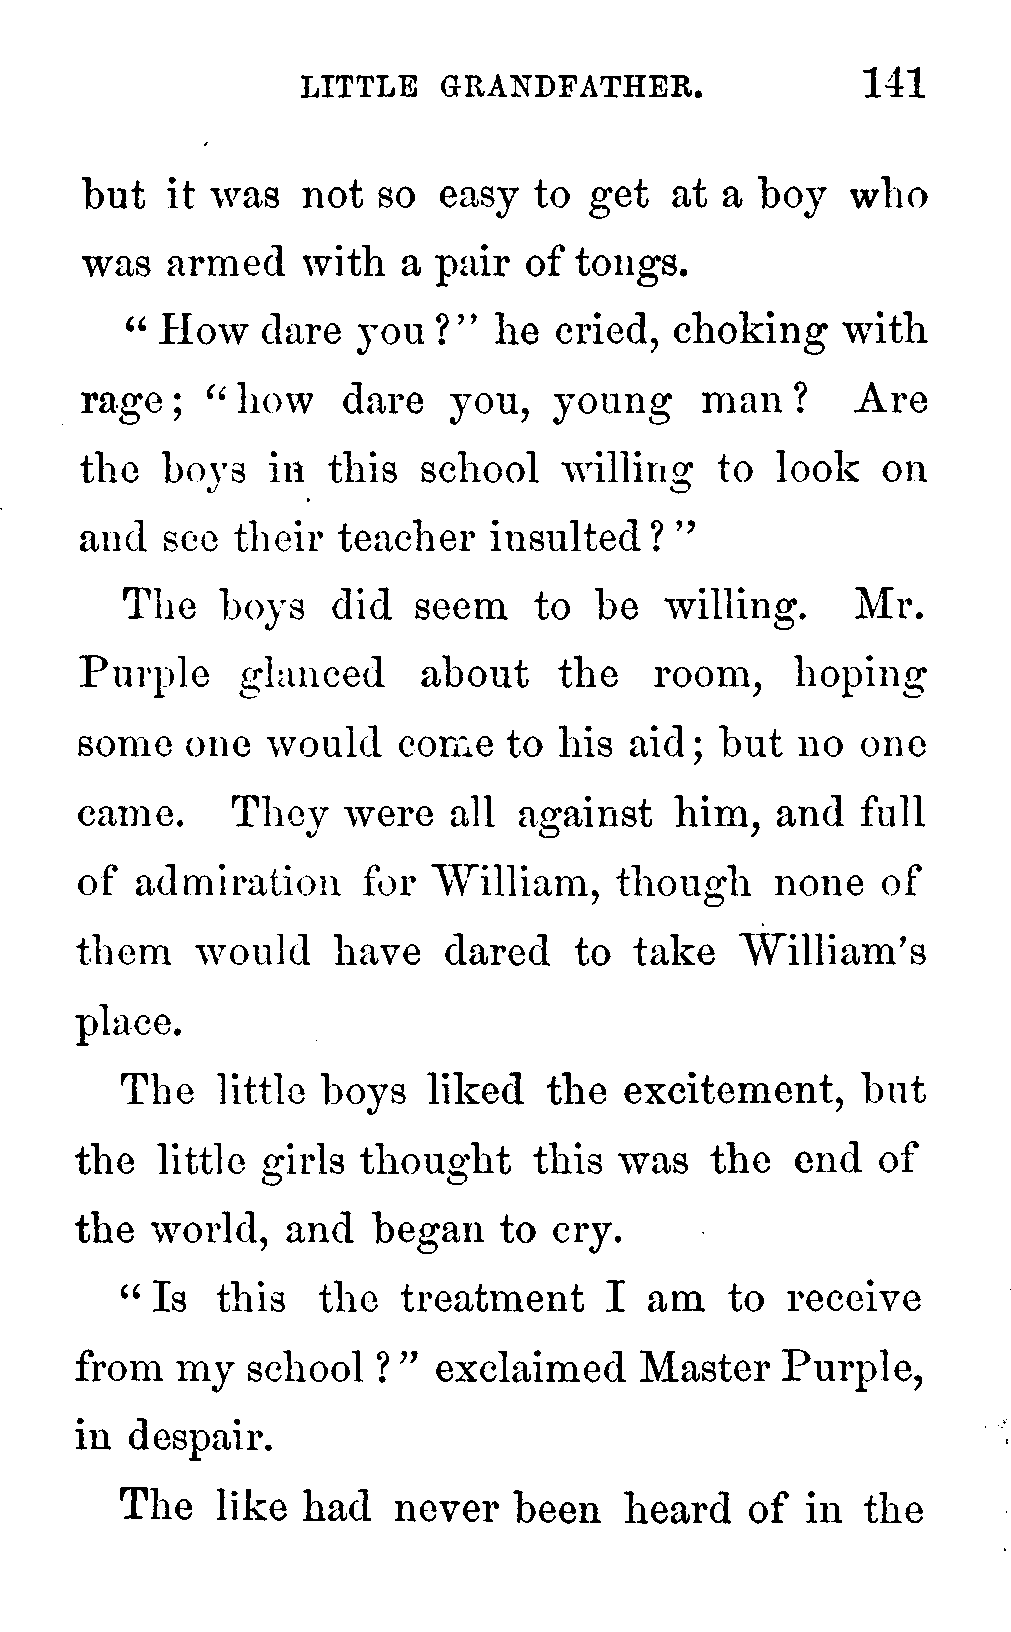 LITTLE GRANDFATHER. 141
but it was not so easy to get at a boy who
was armed with a pair of tongs.
" How dare you ? " he cried, choking with
rage ; " how dare you, young man ? Are
the boys in this school willing to look on
and see their teacher insulted ? "
The boys did seem to be willing. Mr.
Purple glanced about the room, hoping
some one would come to his aid ; but no one
came. They were all against him, and full
of admiration for William, though none of
them would have dared to take William's
place.
The little boys liked the excitement, but
the little girls thought this was the end of
the world, and began to cry.
" Is this the treatment I am to receive
from my school ? " exclaimed Master Purple,
in despair.
The like had never been heard of in the